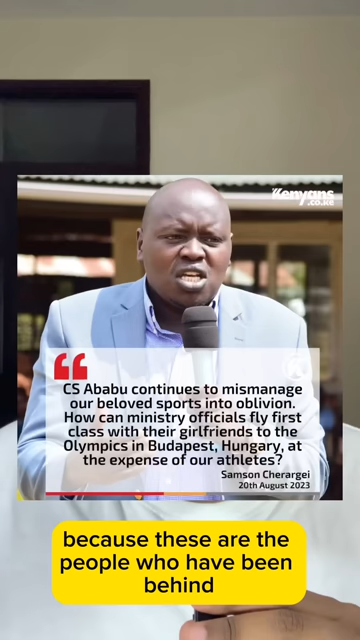 Kenyans
.co.ke
CS Ababu continues to mismanage
our beloved sports into oblivion.
How can ministry officials fly first
class with their girlfriends to the
Olympics in Budapest, Hungary, at
the expense of our athletes?
Samson Cherargei
20th August 2023
because these are the
people who have been
behind